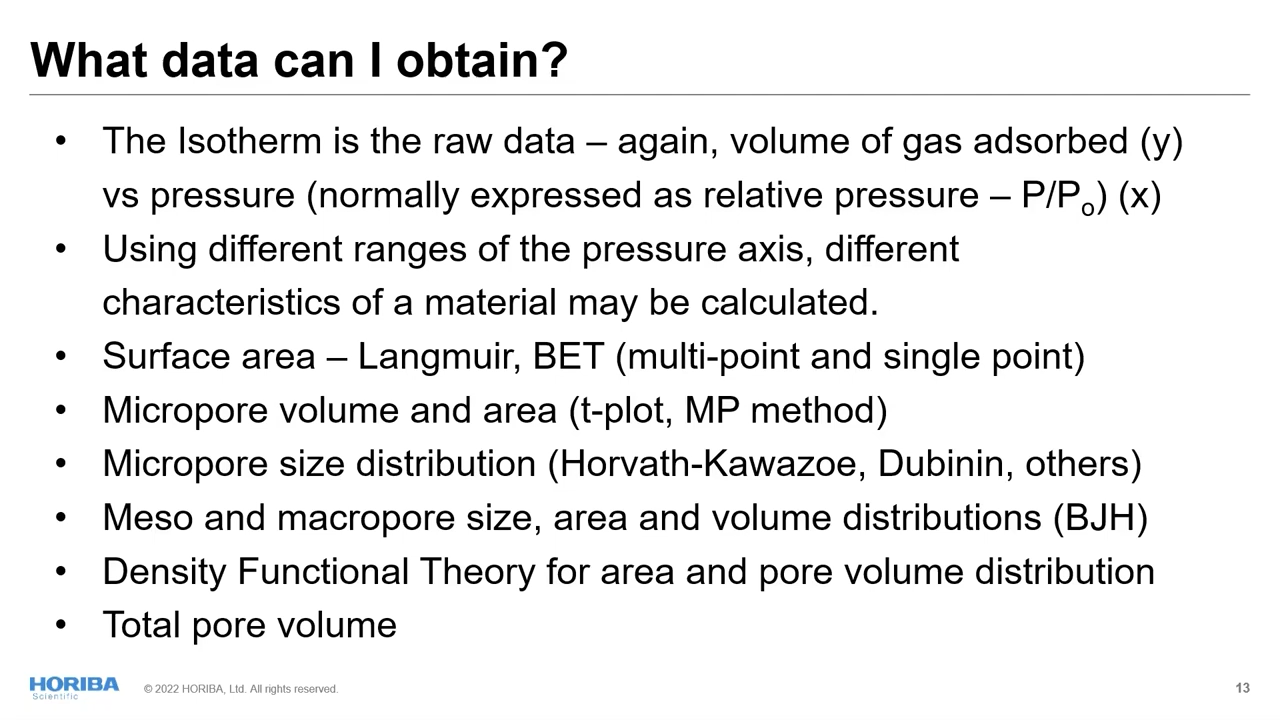 What data can I obtain?
• The Isotherm is the raw data – again, volume of gas adsorbed (y)
vs pressure (normally expressed as relative pressure – P/Po) (x)
• Using different ranges of the pressure axis, different
characteristics of a material may be calculated.
• Surface area – Langmuir, BET (multi-point and single point)
• Micropore volume and area (t-plot, MP method)
• Micropore size distribution (Horvath-Kawazoe, Dubinin, others)
• Meso and macropore size, area and volume distributions (BJH)
• Density Functional Theory for area and pore volume distribution
• Total pore volume
HORIBA
Scientific
© 2022 HORIBA, Ltd. All rights reserved.
13